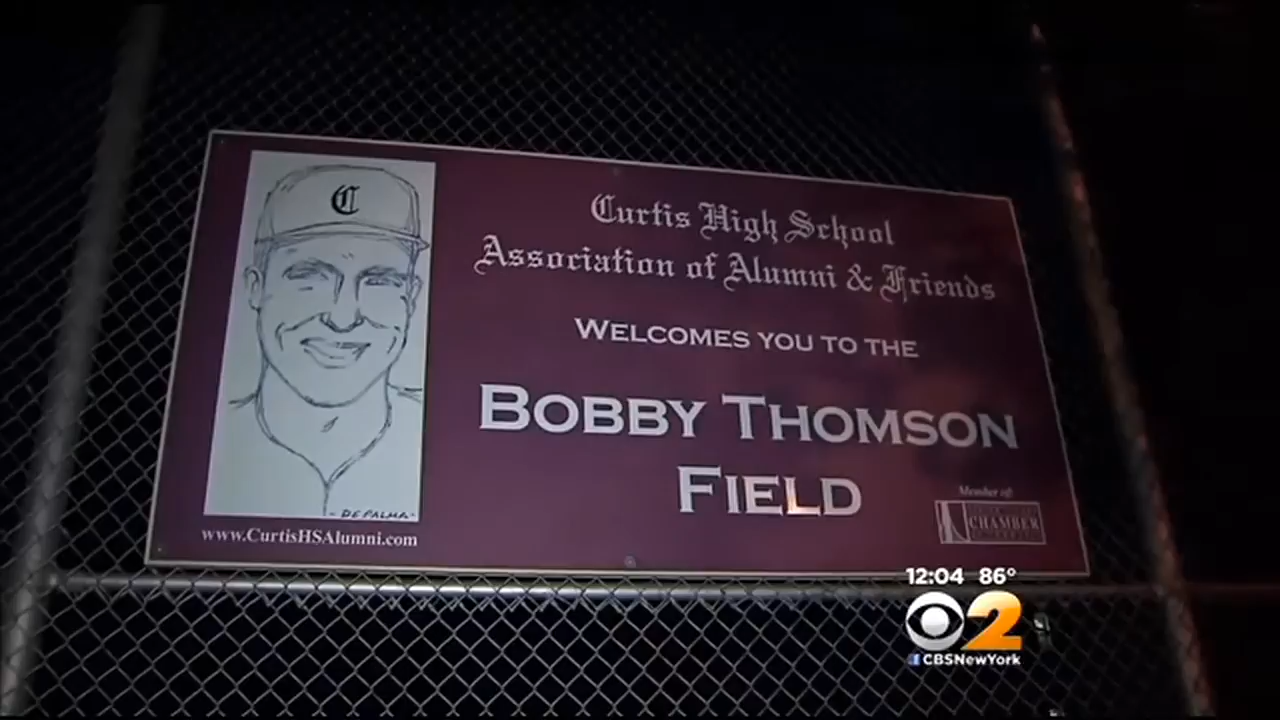 C
Curtis High School
Association of Alumni & Friends
WELCOMES YOU TO THE
BOBBY THOMSON
FIELD
- DE PALMA -
www.CurtisHSAlumni.com
Member of:
CHAMBER
12:04 86°
2
f CBSNewYork